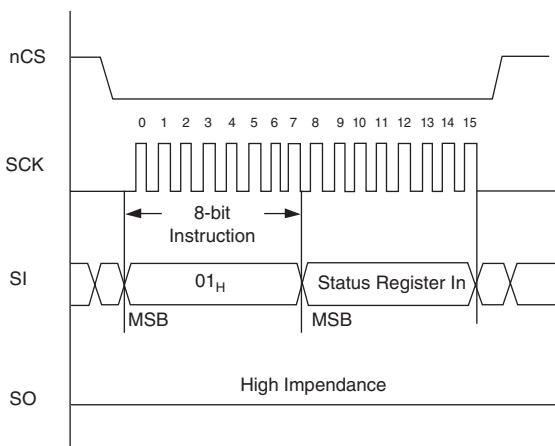 nCS
0 1 2 3 4 5 6 7 8 9 10 11 12 13 14 15
SCK
8-bit
Instruction
SI
01H
Status Register In
MSB
MSB
High Impendance
SO